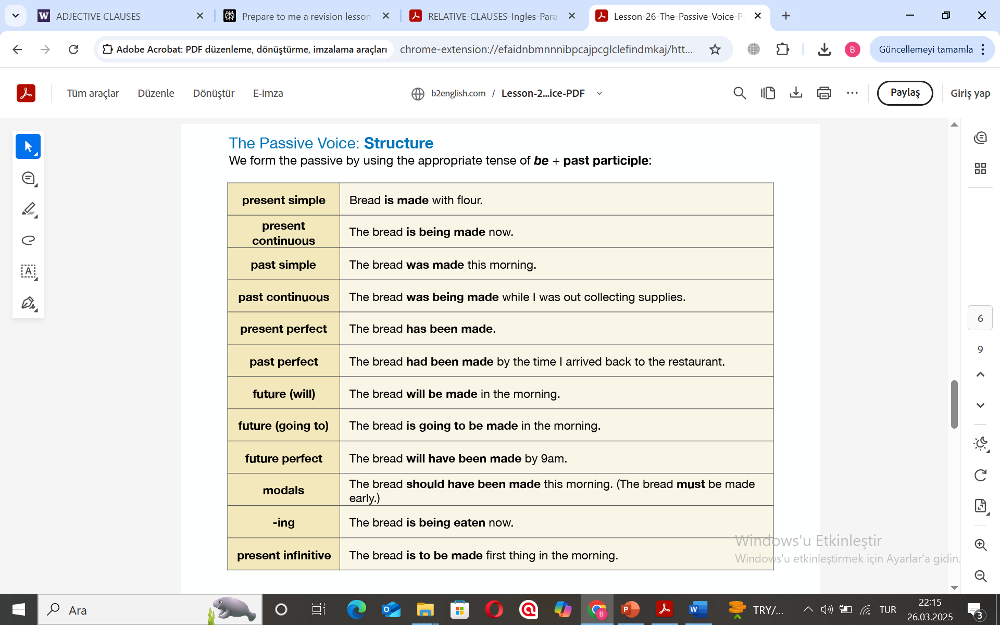 ADJECTIVE CLAUSES
Prepare to me a revision lesson
RELATIVE-CLAUSES-Ingles-Para
Lesson-26-The-Passive-Voice-P
Adobe Acrobat: PDF düzenleme, dönüştürme, imzalama araçları
chrome-extension://efaidnbmnnnibpcajpcglclefindmkaj/htt...
B
Güncellemeyi tamamla
Tüm araçlar
Düzenle
Dönüştür
E-imza
b2english.com / Lesson-2...ice-PDF
Paylaş
Giriş yap
The Passive Voice: Structure
We form the passive by using the appropriate tense of be + past participle:
present simple
Bread is made with flour.
present
continuous
The bread is being made now.
past simple
The bread was made this morning.
past continuous
The bread was being made while I was out collecting supplies.
present perfect
The bread has been made.
past perfect
The bread had been made by the time I arrived back to the restaurant.
future (will)
The bread will be made in the morning.
future (going to)
The bread is going to be made in the morning.
future perfect
The bread will have been made by 9am.
modals
The bread should have been made this morning. (The bread must be made
early.)
-ing
The bread is being eaten now.
present infinitive
The bread is to be made first thing in the morning.
6
9
Windows'u Etkinleştir
Windows'u etkinleştirmek için Ayarlar'a gidin.
Ara
TRY/...
TUR
22:15
26.03.2025
3